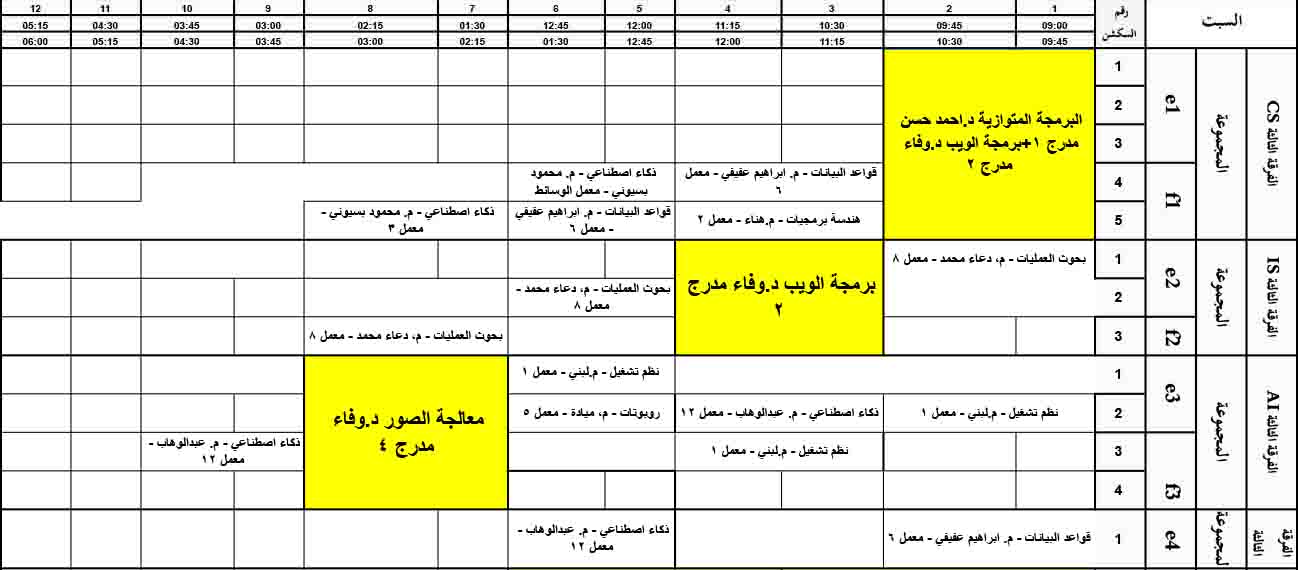 السبت
رقم
السكشن
1 2 3 4 5 6 7 8 9 10 11 12
09:00 09:45 10:30 11:15 12:45 12:45 01:30 02:15 03:00 03:45 04:30 05:15
09:45 10:30 11:15 12:00 12:45 01:30 02:15 03:00 03:45 04:30 05:15 06:00
الفرقة الثالثة CS
المجموعة
e1
1
2
3
البرمجة المتوازية د.احمد حسن
مدرج ١+برمجة الويب د.وفاء
مدرج ٢
f1
4
قواعد البيانات - م. ابراهيم عفيفي - معمل
٦
ذكاء اصطناعي - م. محمود
بسيوني - معمل الوسائط
5
هندسة برمجيات - م.هناء - معمل ٢
قواعد البيانات - م. ابراهيم عفيفي
- معمل ٦
ذكاء اصطناعي - م. محمود بسيوني -
معمل ٣
الفرقة الثالثة IS
المجموعة
e2
1
بحوث العمليات - م، دعاء محمد - معمل ٨
برمجة الويب د.وفاء مدرج
٢
2
بحوث العمليات - م، دعاء محمد -
معمل ٨
f2
3
بحوث العمليات - م، دعاء محمد - معمل ٨
الفرقة الثالثة AI
المجموعة
e3
1
نظم تشغيل - م.لبني - معمل ١
معالجة الصور د.وفاء
مدرج ٤
2
نظم تشغيل - م.لبني - معمل ١
ذكاء اصطناعي - م. عبدالوهاب - معمل ١٢
روبوتات - م، ميادة - معمل ٥
f3
3
نظم تشغيل - م.لبني - معمل ١
ذكاء اصطناعي - م. عبدالوهاب -
معمل ١٢
4
الفرقة
الثالثة
لمجموعة
e4
1
قواعد البيانات - م. ابراهيم عفيفي - معمل ٦
ذكاء اصطناعي - م. عبدالوهاب -
معمل ١٢